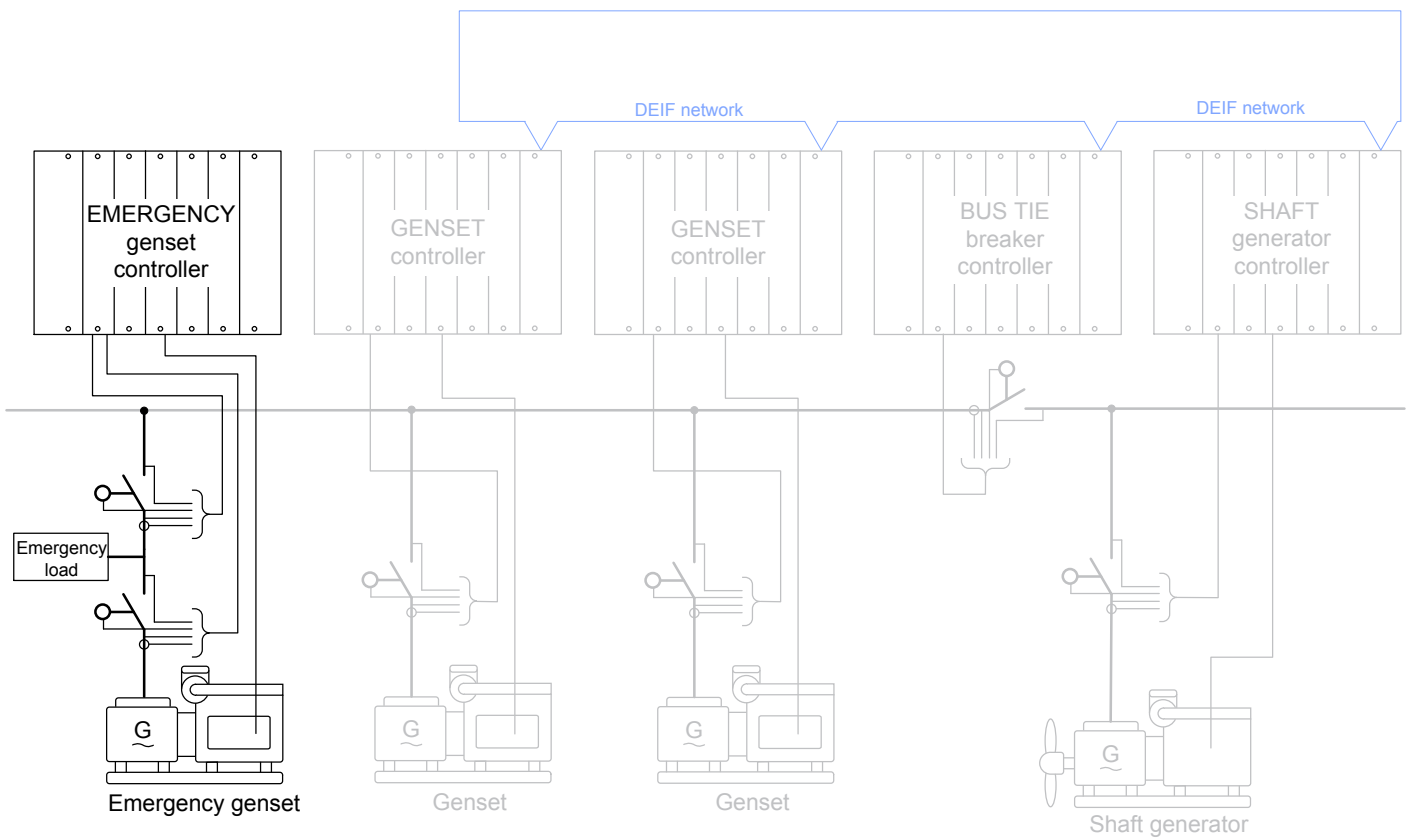 DEIF network
DEIF network
EMERGENCY
genset
controller
GENSET
controller
GENSET
controller
BUS TIE
breaker
controller
SHAFT
generator
controller
Emergency
load
G
G
G
G
Emergency genset
Genset
Genset
Shaft generator